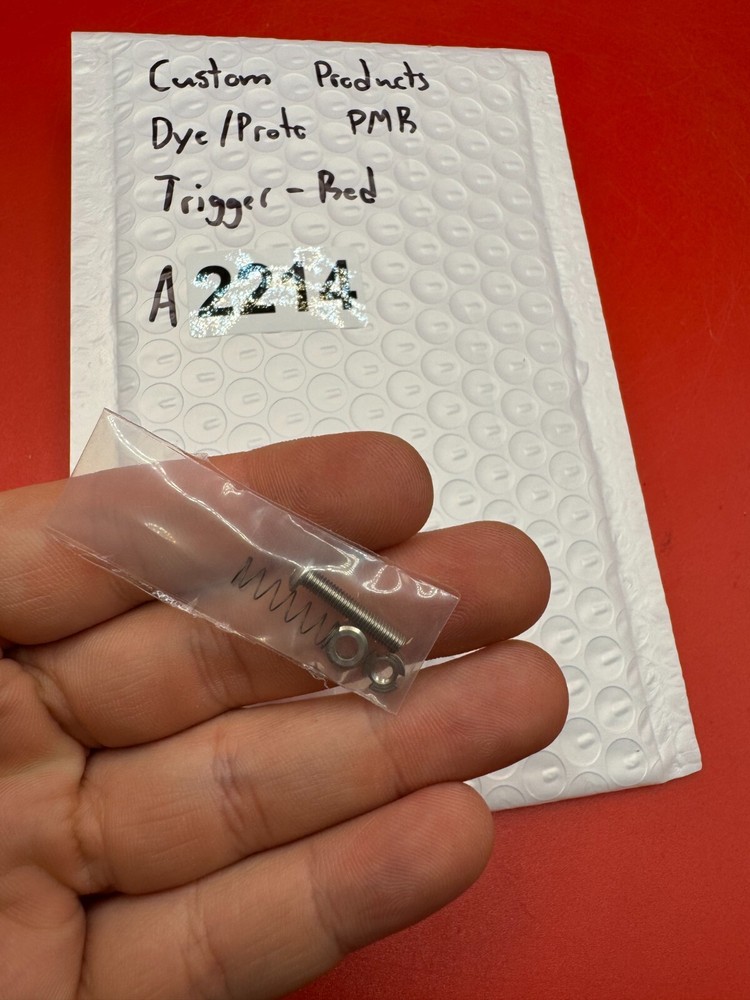 Custom Products
Dye/Proto PMR
Trigger - Red
A 2214